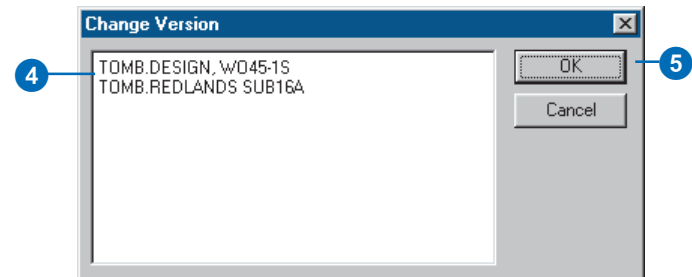 Change Version
4
TOMB.DESIGN, WO45-1S
TOMB.REDLANDS SUB16A
OK
5
Cancel